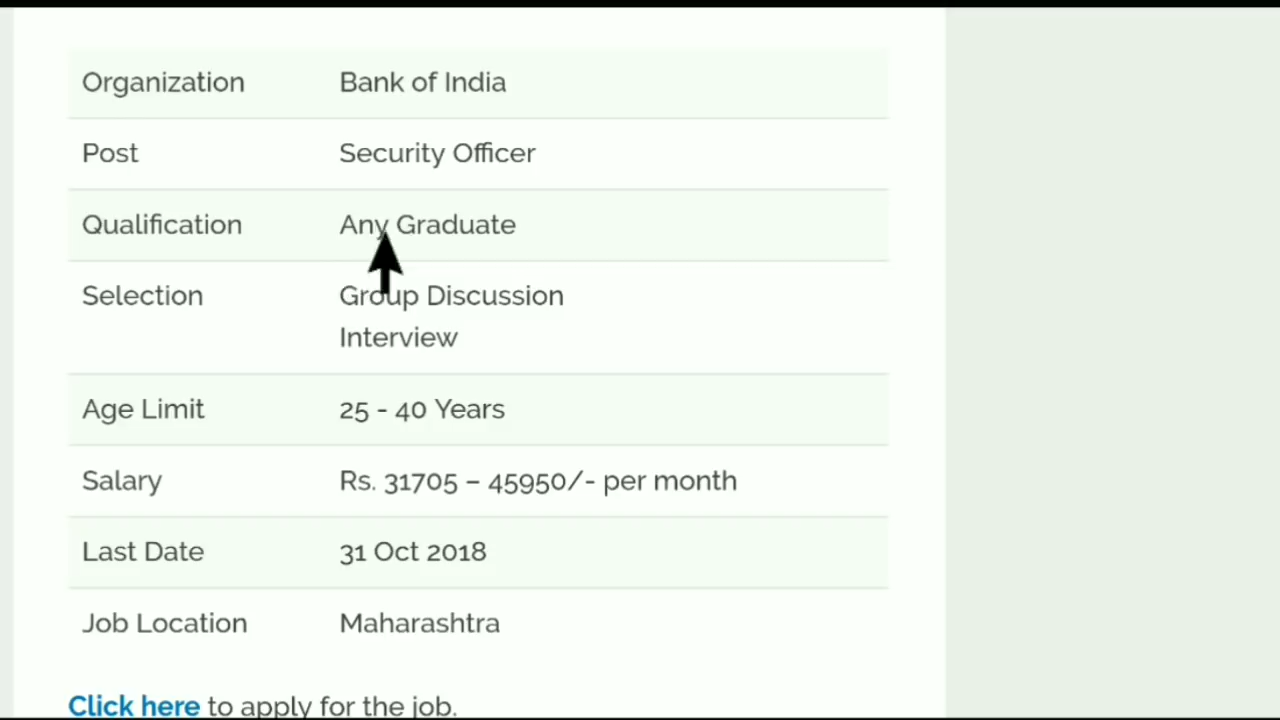 Organization Bank of India
Post Security Officer
Qualification Any Graduate
Selection Group Discussion
Interview
Age Limit 25 - 40 Years
Salary Rs. 31705 – 45950/- per month
Last Date 31 Oct 2018
Job Location Maharashtra
Click here to apply for the job.